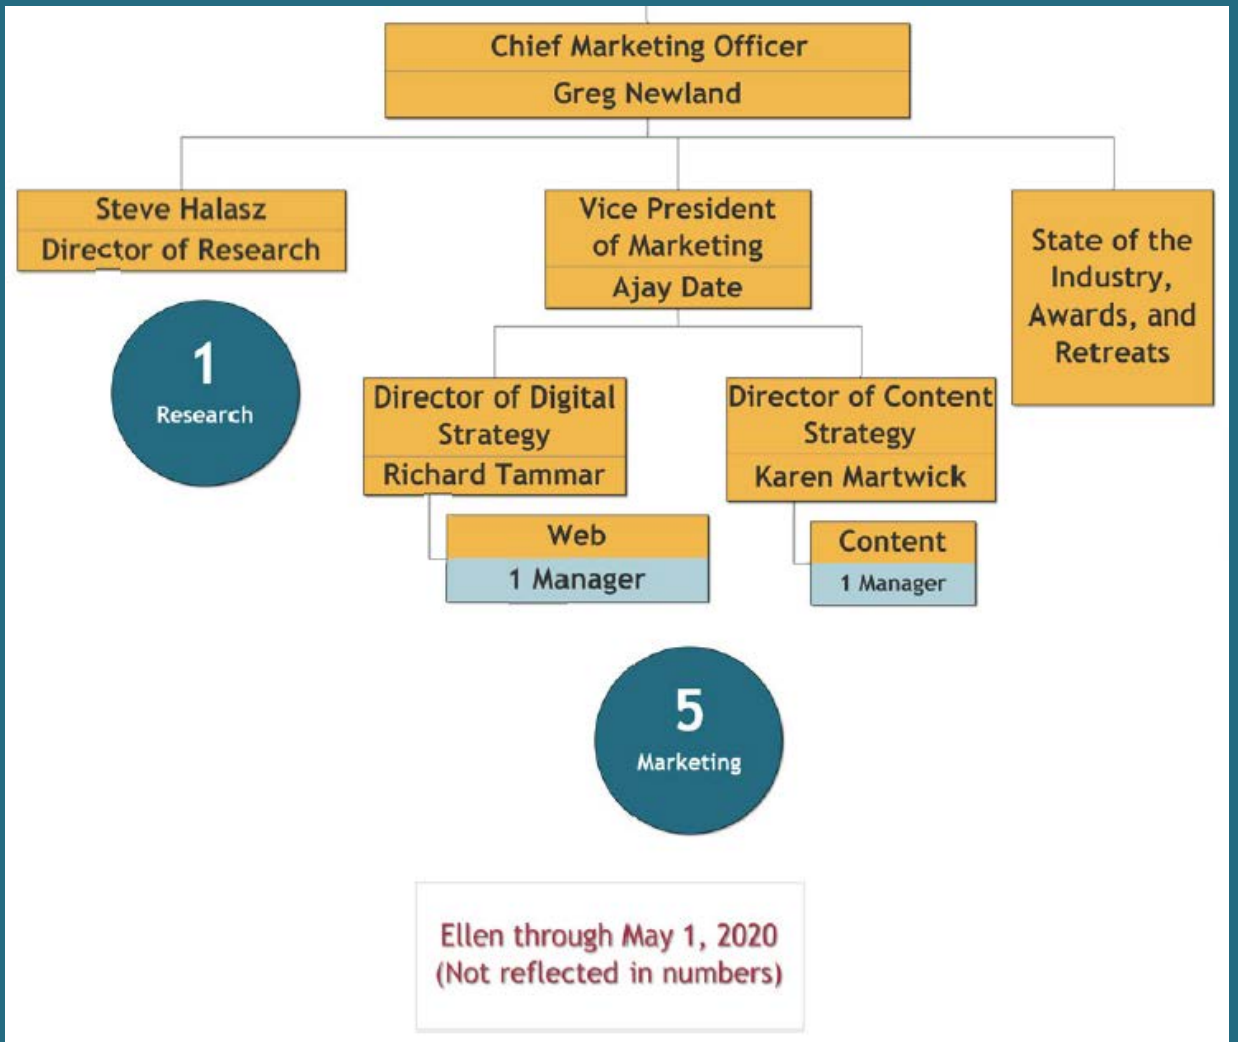 Chief Marketing Officer
Greg Newland
Steve Halasz
Director of Research
1
Research
Vice President
of Marketing
Ajay Date
State of the
Industry,
Awards, and
Retreats
Director of Digital
Strategy
Richard Tammar
Web
1 Manager
Director of Content
Strategy
Karen Martwick
Content
1 Manager
5
Marketing
Ellen through May 1, 2020
(Not reflected in numbers)